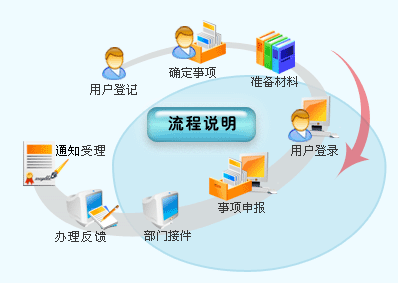 用户登记
确定事项
准备材料
流程说明
用户登录
事项申报
部门接件
办理反馈
通知受理